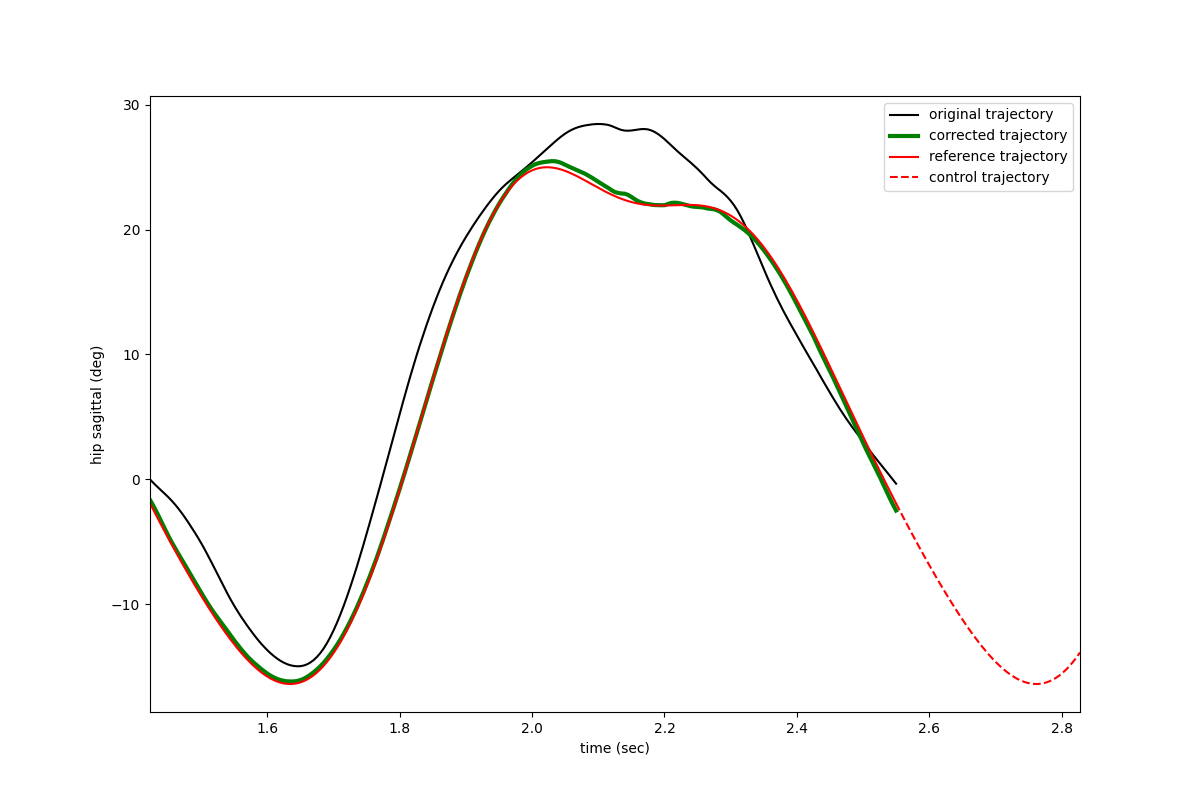 30
20
10
0
−10
1.6
1.8
2.0
2.2
2.4
2.6
2.8
time (sec)
hip sagittal (deg)
original trajectory
corrected trajectory
reference trajectory
control trajectory